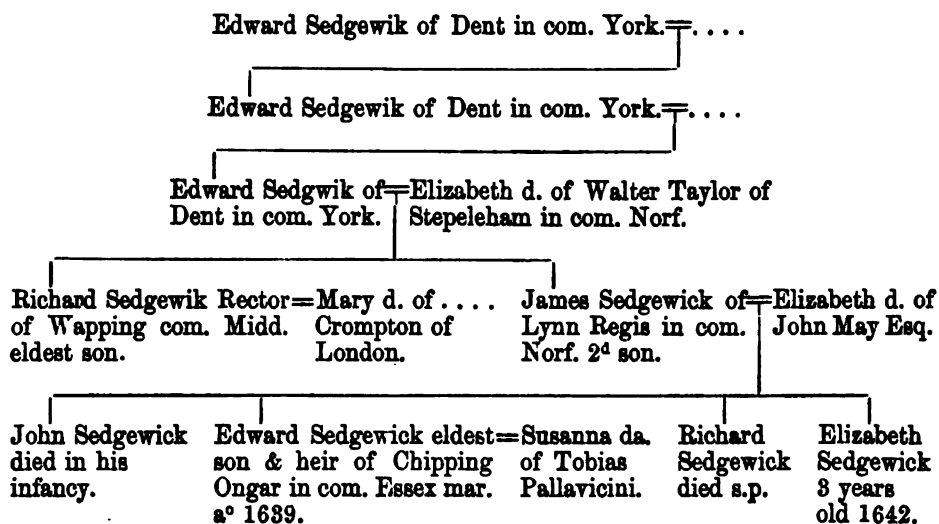 Edward Sedgewik of Dent in com. York.=....
Edward Sedgewik of Dent in com. York.=....
Edward Sedgwik of=Elizabeth d. of Walter Taylor of
Dent in com. York. Stepeleham in com. Norf.
Richard Sedgewik Rector=Mary d. of ....
of Wapping com. Midd. Crompton of
eldest son. London.
James Sedgewick of=Elizabeth d. of
Lynn Regis in com. John May Esq.
Norf. 2d son.
John Sedgewick
died in his
infancy.
Edward Sedgewick eldest=Susanna da.
son & heir of Chipping of Tobias
Ongar in com. Essex mar. Pallavicini.
a° 1639.
Richard
Sedgewick
died s.p.
Elizabeth
Sedgewick
3 years
old 1642.